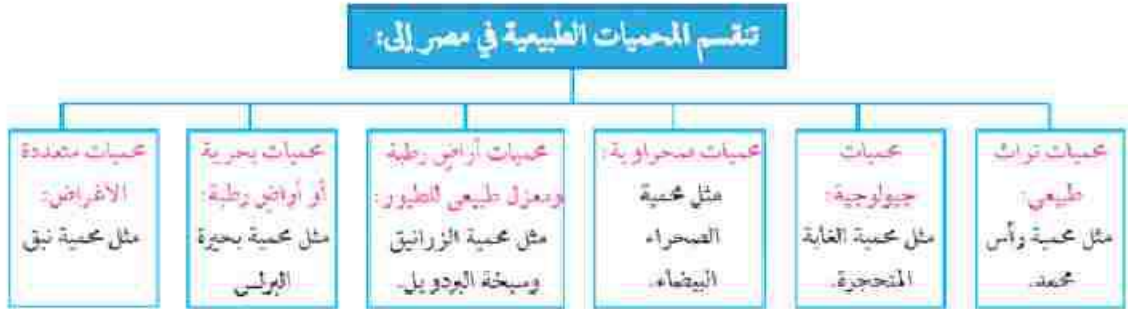 تنقسم المحميات الطبيعية في مصر إلى:
محميات تراث
طبيعي:
مثل محمية رأس
محمد.
محميات
جيولوجية:
مثل محمية الغابة
المتحجرة.
محميات صحراوية:
مثل محمية
الصحراء
البيضاء.
محميات أراضٍ رطبة
ومعزل طبيعى للطيور:
مثل محمية الزرانيق
وسبخة البردويل.
محميات بحرية
أو أراضٍ رطبة:
مثل محمية بحيرة
البرلس
محميات متعددة
الأغراض:
مثل محمية نبق